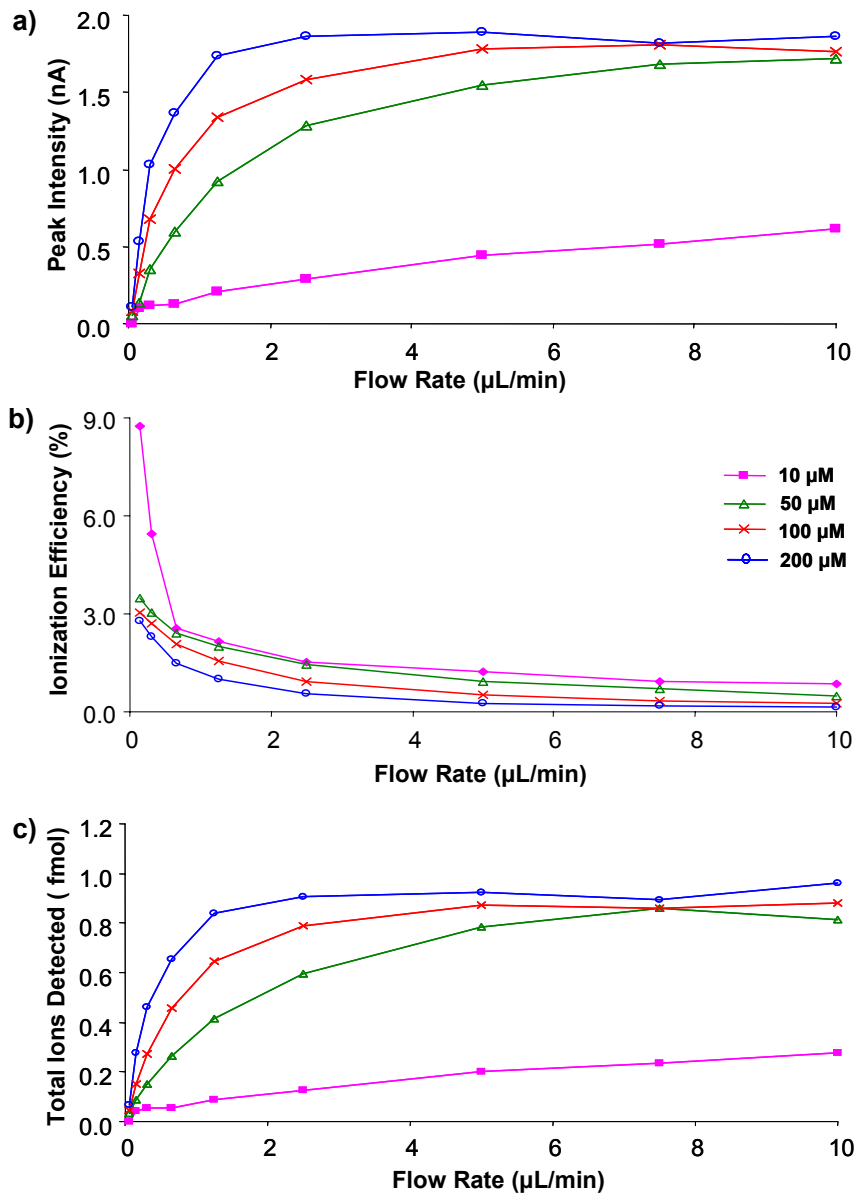 a)
Peak Intensity (nA)
2.0
1.5
1.0
0.5
0.0
0 2 4 6 8 10
Flow Rate (µL/min)
b)
Ionization Efficiency (%)
9.0
6.0
3.0
0.0
10 µM
50 µM
100 µM
200 µM
0 2 4 6 8 10
Flow Rate (µL/min)
c)
Total Ions Detected ( fmol)
1.2
1.0
0.8
0.6
0.4
0.2
0.0
0 2 4 6 8 10
Flow Rate (µL/min)